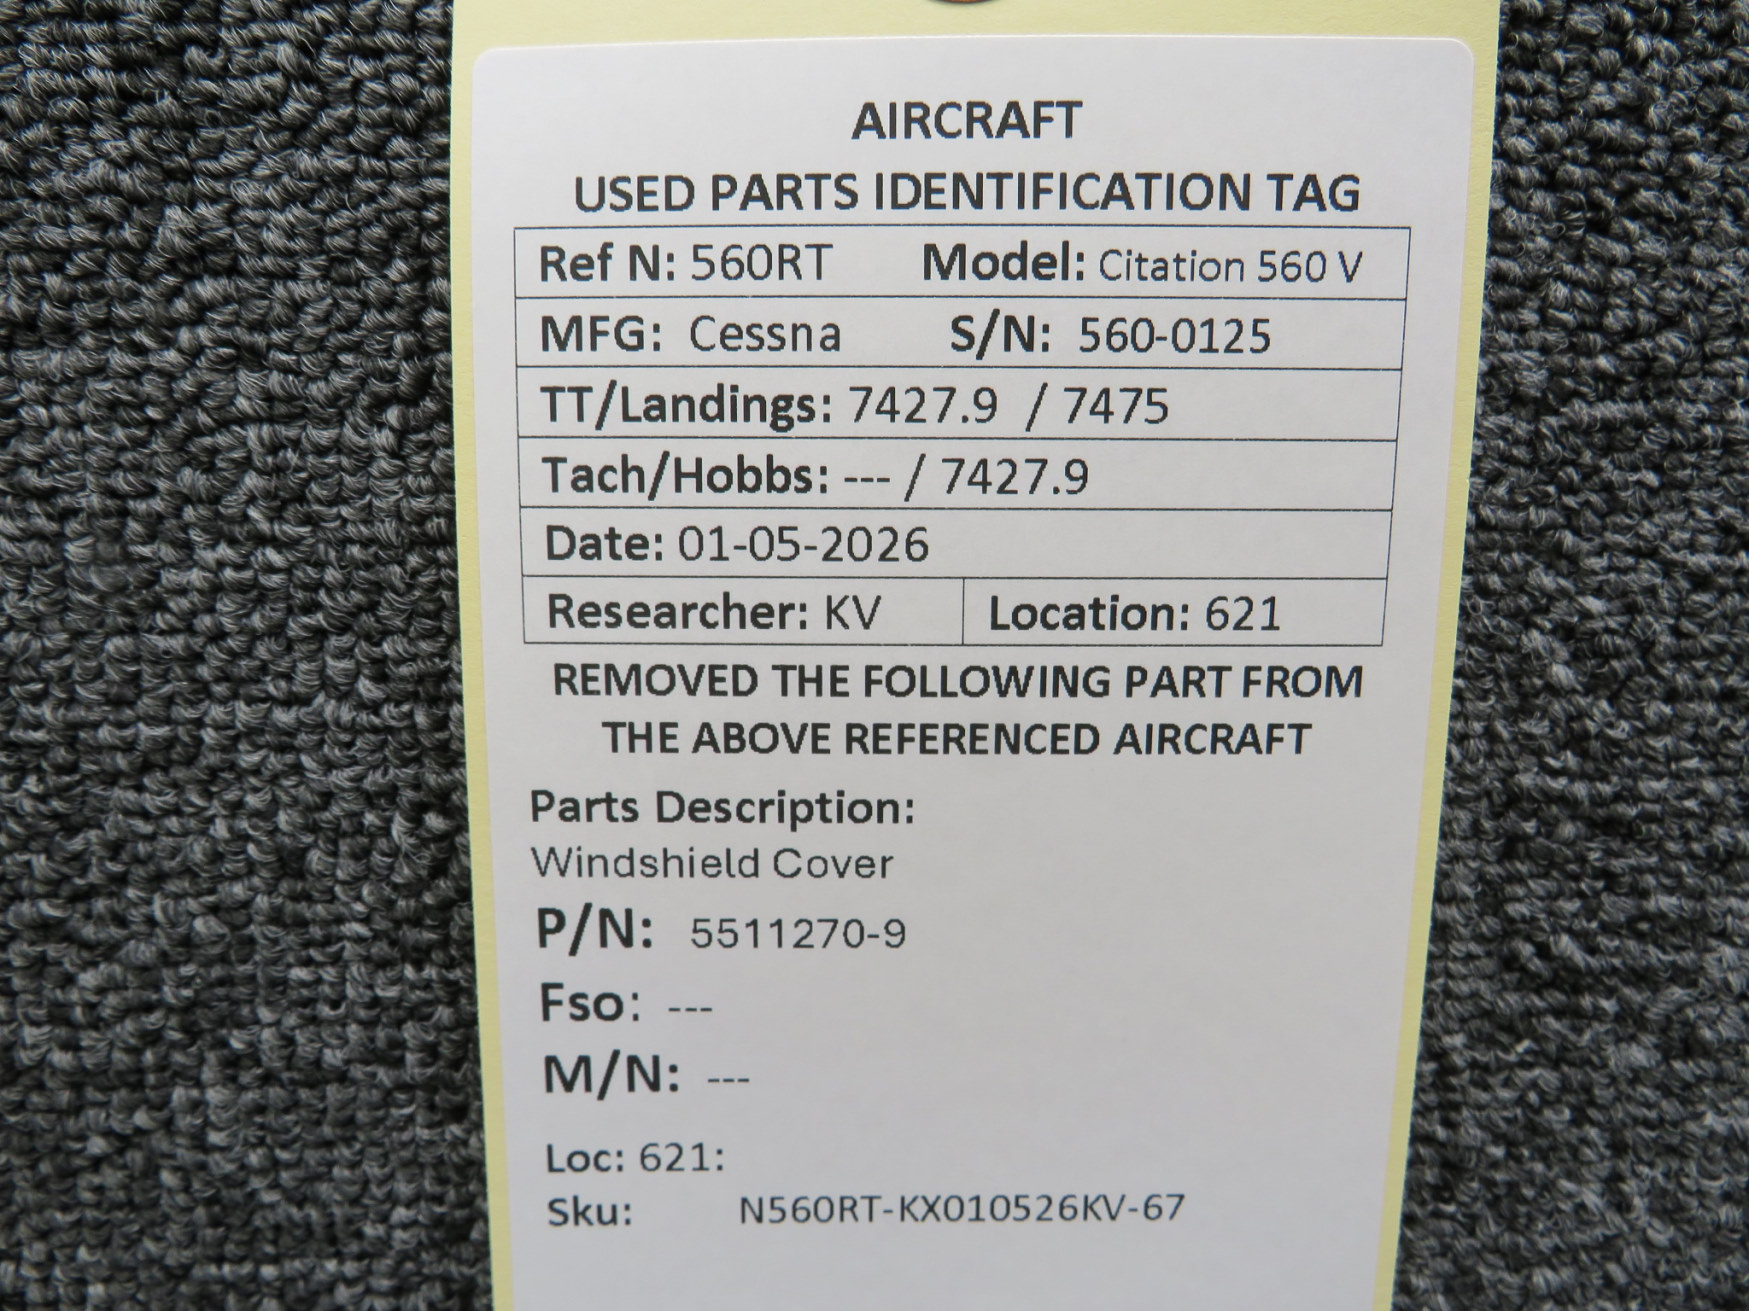 AIRCRAFT
USED PARTS IDENTIFICATION TAG
Ref N: 560RT Model: Citation 560 V
MFG: Cessna S/N: 560-0125
TT/Landings: 7427.9 / 7475
Tach/Hobbs: --- / 7427.9
Date: 01-05-2026
Researcher: KV Location: 621
REMOVED THE FOLLOWING PART FROM
THE ABOVE REFERENCED AIRCRAFT
Parts Description:
Windshield Cover
P/N: 5511270-9
Fso: ---
M/N: ---
Loc: 621:
Sku: N560RT-KX010526KV-67